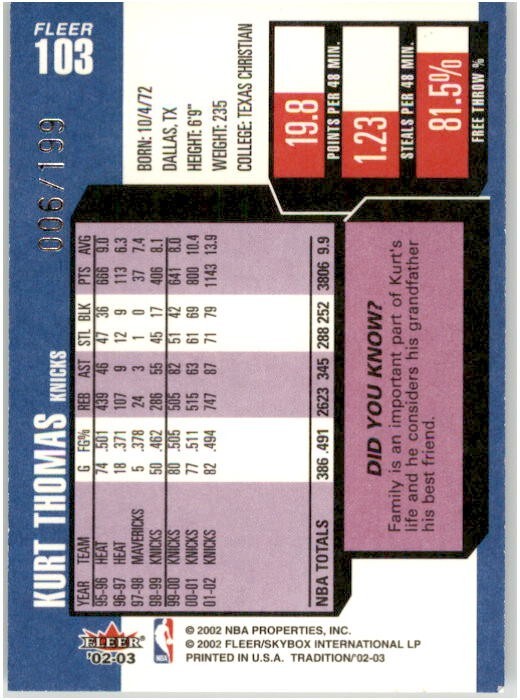 FLEER
103
006/199
KURT THOMAS
KNICKS
BORN: 10/4/72
DALLAS, TX
HEIGHT: 6'9"
WEIGHT: 235
COLLEGE: TEXAS CHRISTIAN
19.8
POINTS PER 48 MIN.
1.23
STEALS PER 48 MIN.
81.5%
FREE THROW %
YEAR TEAM G FG% REB AST STL BLK PTS AVG
95-96 HEAT 74 .501 439 46 47 36 666 9.0
96-97 HEAT 18 .371 107 9 12 9 113 6.3
97-98 MAVERICKS 5 .378 24 3 1 0 37 7.4
98-99 KNICKS 50 .462 286 55 45 17 406 8.1
99-00 KNICKS 80 .505 505 82 51 42 641 8.0
00-01 KNICKS 77 .511 515 63 61 69 800 10.4
01-02 KNICKS 82 .494 747 87 71 79 1143 13.9
NBA TOTALS 386 .491 2623 345 288 252 3806 9.9
DID YOU KNOW?
Family is an important part of Kurt's
life and he considers his grandfather
his best friend.
FLEER
'02-03
NBA
© 2002 NBA PROPERTIES, INC.
© 2002 FLEER/SKYBOX INTERNATIONAL LP
PRINTED IN U.S.A. TRADITION/'02-03